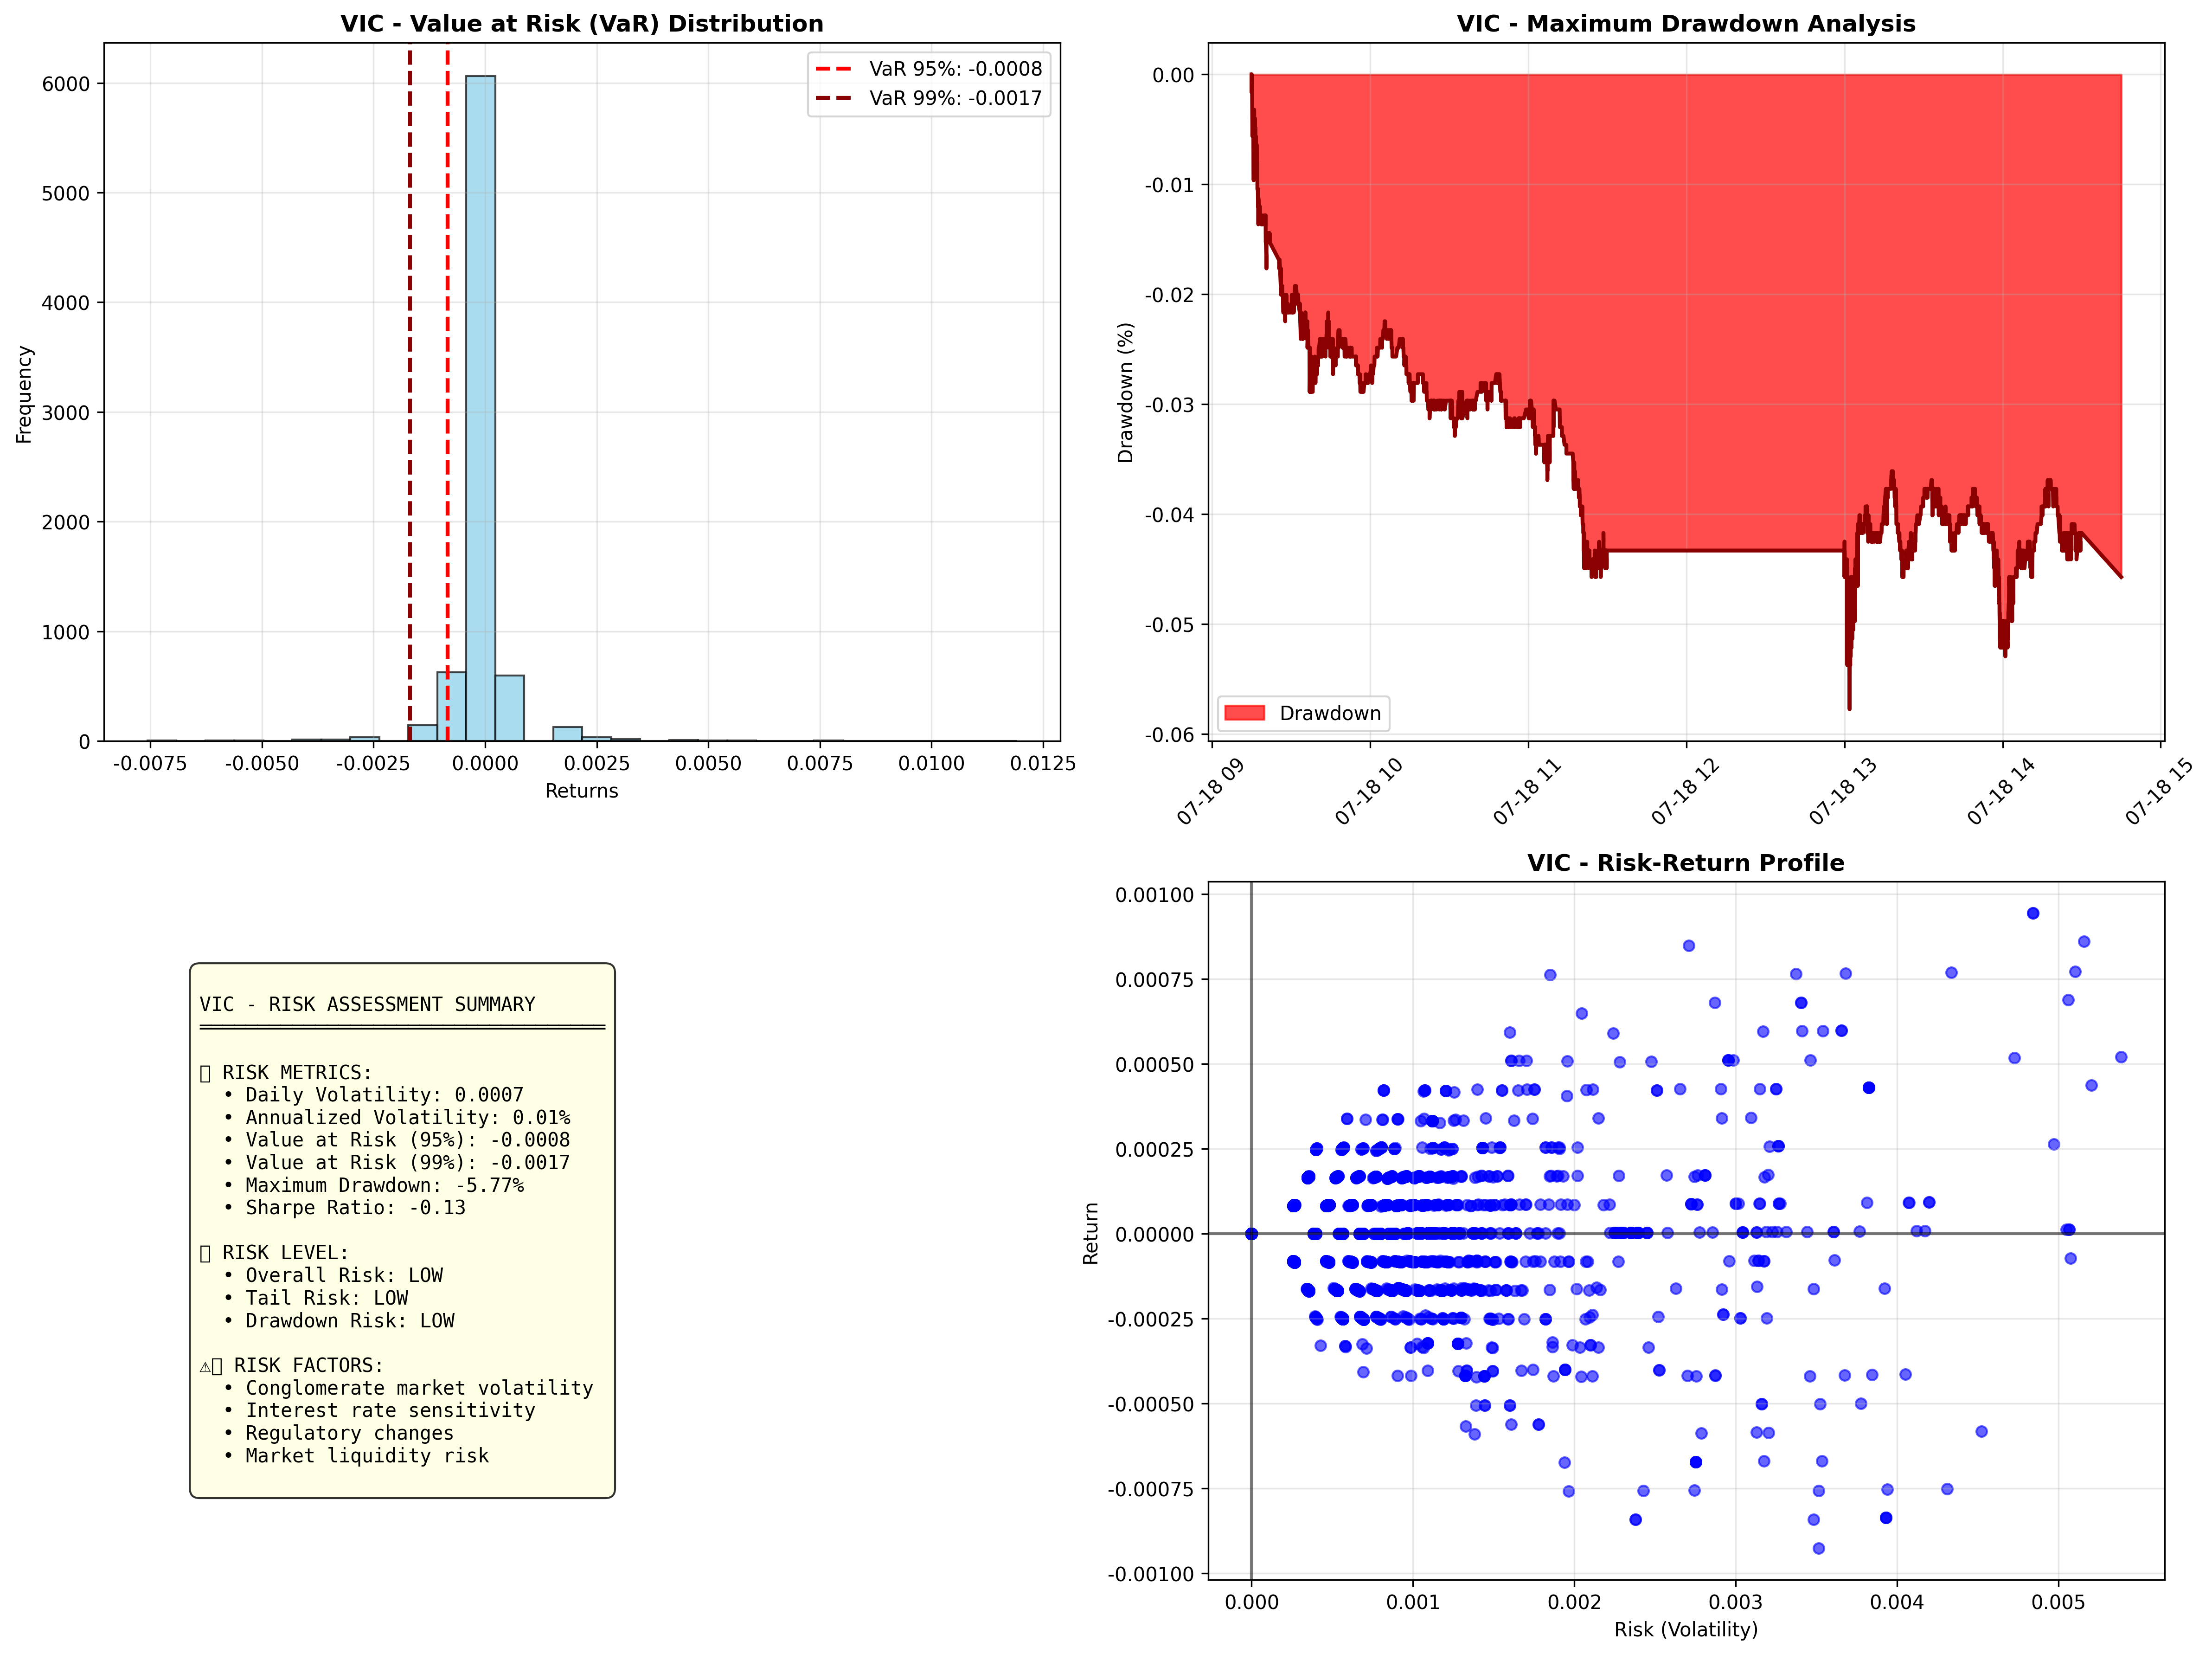 VIC - Value at Risk (VaR) Distribution
VaR 95%: -0.0008
VaR 99%: -0.0017
Frequency
6000
5000
4000
3000
2000
1000
0
-0.0075
-0.0050
-0.0025
0.0000
0.0025
0.0050
0.0075
0.0100
0.0125
Returns
VIC - Maximum Drawdown Analysis
Drawdown (%)
0.00
-0.01
-0.02
-0.03
-0.04
-0.05
-0.06
Drawdown
07-18 09
07-18 10
07-18 11
07-18 12
07-18 13
07-18 14
07-18 15
VIC - RISK ASSESSMENT SUMMARY
RISK METRICS:
• Daily Volatility: 0.0007
• Annualized Volatility: 0.01%
• Value at Risk (95%): -0.0008
• Value at Risk (99%): -0.0017
• Maximum Drawdown: -5.77%
• Sharpe Ratio: -0.13
RISK LEVEL:
• Overall Risk: LOW
• Tail Risk: LOW
• Drawdown Risk: LOW
⚠ RISK FACTORS:
• Conglomerate market volatility
• Interest rate sensitivity
• Regulatory changes
• Market liquidity risk
VIC - Risk-Return Profile
Return
0.00100
0.00075
0.00050
0.00025
0.00000
-0.00025
-0.00050
-0.00075
-0.00100
0.000
0.001
0.002
0.003
0.004
0.005
Risk (Volatility)